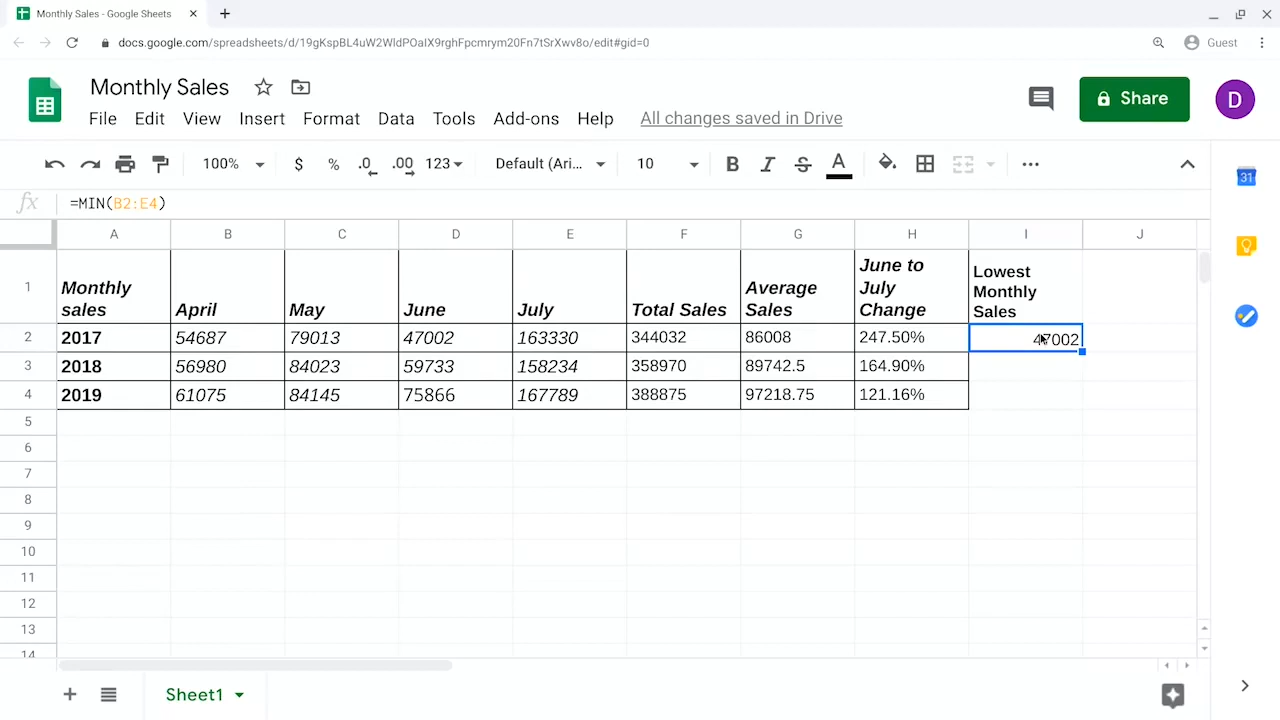 Monthly Sales - Google Sheets
docs.google.com/spreadsheets/d/19gKspBL4uW2WldPOaIX9rghFpcmrym20Fn7tSrXwv8o/edit#gid=0
Guest
Monthly Sales
File Edit View Insert Format Data Tools Add-ons Help All changes saved in Drive
Share
D
100% $ % .0 .00 123 Default (Ari... 10 B I S A
31
fx =MIN(B2:E4)
A B C D E F G H I J
1 Monthly sales April May June July Total Sales Average Sales June to July Change Lowest Monthly Sales
2 2017 54687 79013 47002 163330 344032 86008 247.50% 47002
3 2018 56980 84023 59733 158234 358970 89742.5 164.90%
4 2019 61075 84145 75866 167789 388875 97218.75 121.16%
5
6
7
8
9
10
11
12
13
14
Sheet1